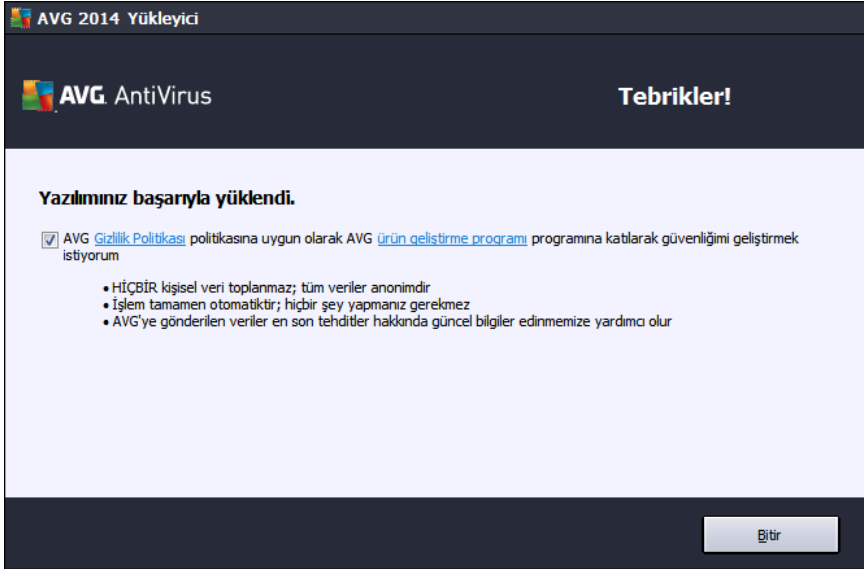 AVG 2014 Yükleyici
AVG. AntiVirus
Tebrikler!
Yazılımınız başarıyla yüklendi.
AVG Gizlilik Politikası politikasına uygun olarak AVG ürün geliştirme programı programına katılarak güvenliğimi geliştirmek
istiyorum
• HİÇBİR kişisel veri toplanmaz; tüm veriler anonimdir
• İşlem tamamen otomatiktir; hiçbir şey yapmanız gerekmez
• AVG'ye gönderilen veriler en son tehditler hakkında güncel bilgiler edinmemize yardımcı olur
Bitir